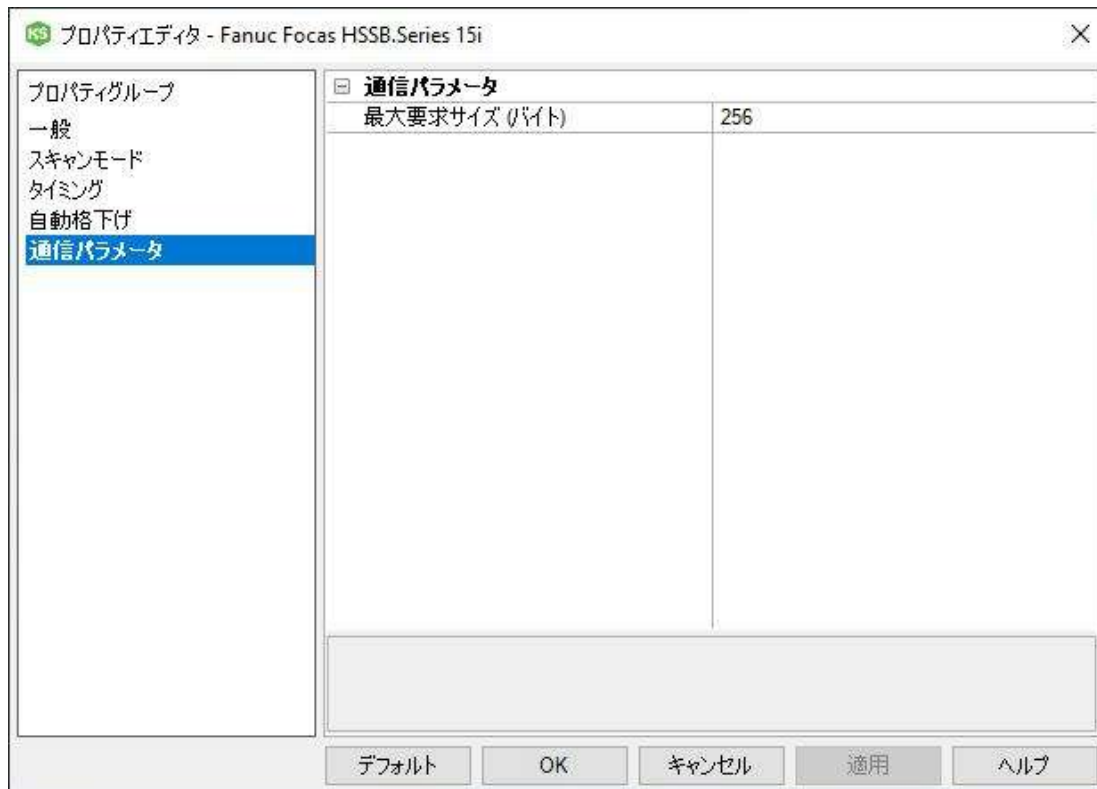 KS プロパティエディタ - Fanuc Focas HSSB.Series 15i
プロパティグループ
一般
スキャンモード
タイミング
自動格下げ
通信パラメータ
通信パラメータ
最大要求サイズ (バイト) 256
デフォルト OK キャンセル 適用 ヘルプ